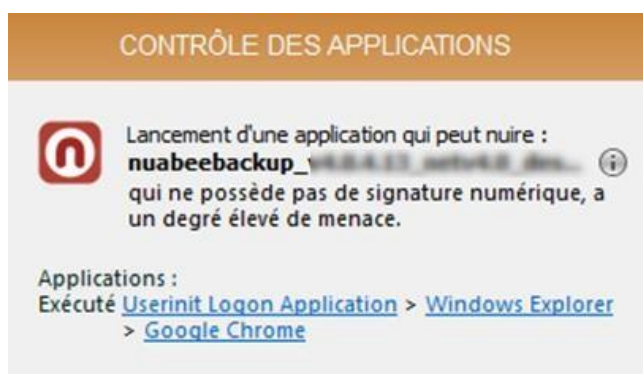 CONTRÔLE DES APPLICATIONS
Lancement d'une application qui peut nuire :
nuabeebackup_
qui ne possède pas de signature numérique, a
un degré élevé de menace.
Applications :
Exécuté Userinit Logon Application > Windows Explorer
> Google Chrome